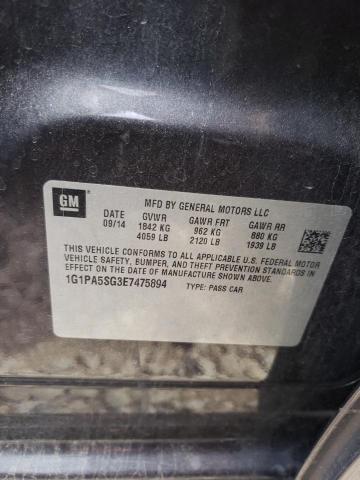 GM
MFD BY GENERAL MOTORS LLC
DATE GVWR GAWR FRT GAWR RR
09/14 1842 KG 962 KG 880 KG
4059 LB 2120 LB 1939 LB
THIS VEHICLE CONFORMS TO ALL APPLICABLE U.S. FEDERAL MOTOR
VEHICLE SAFETY, BUMPER, AND THEFT PREVENTION STANDARDS IN
EFFECT ON THE DATE OF MANUFACTURE SHOWN ABOVE.
1G1PA5SG3E7475894 TYPE: PASS CAR